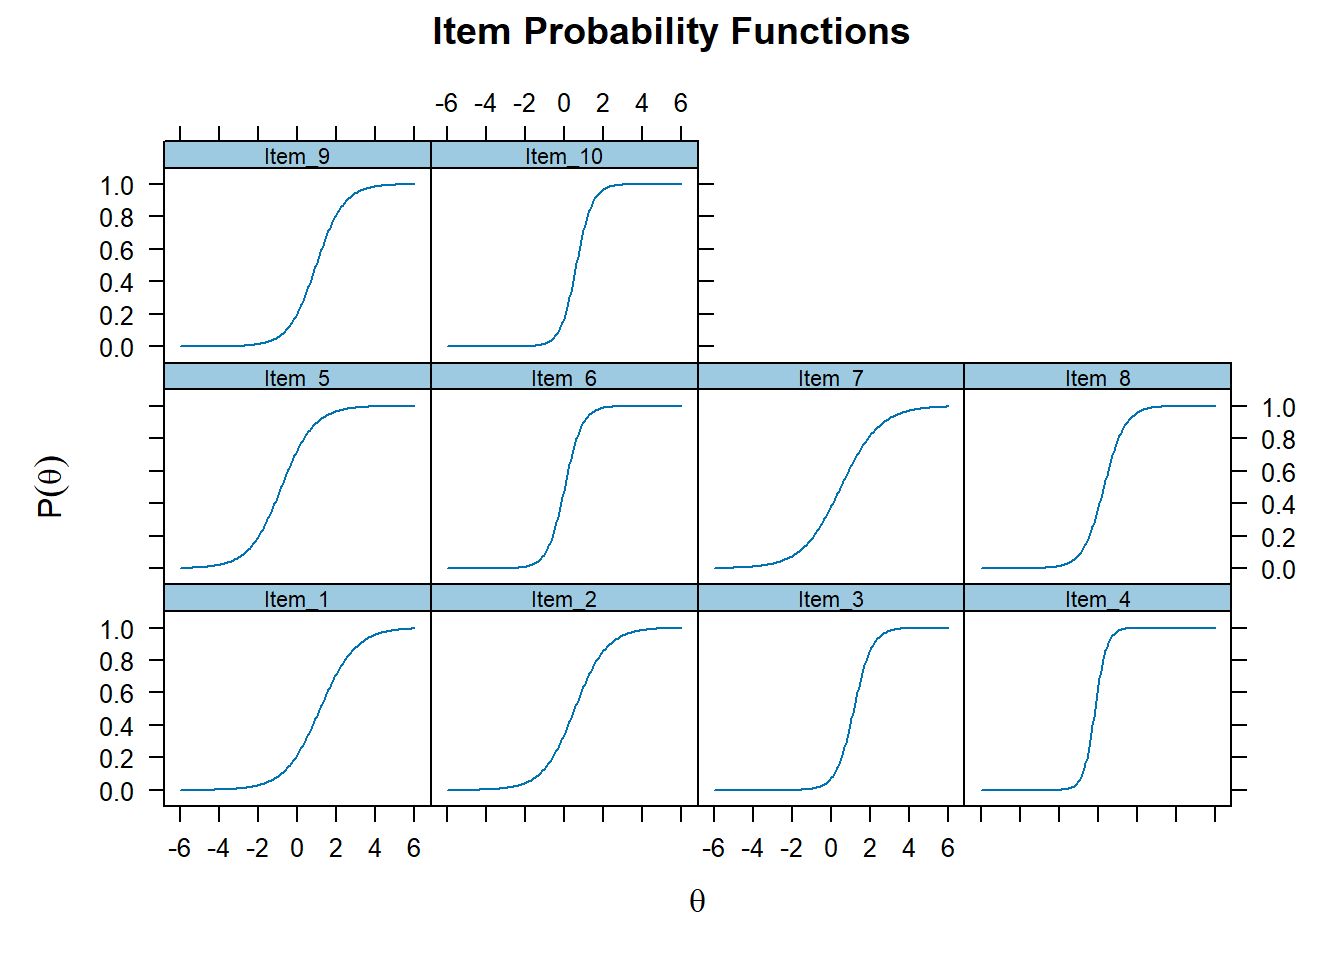 Item Probability Functions
-6 -4 -2 0 2 4 6
Item_9 Item_10
1.0
0.8
0.6
0.4
0.2
0.0
Item_5 Item_6 Item_7 Item_8
1.0
0.8
0.6
0.4
0.2
0.0
P(θ)
Item_1 Item_2 Item_3 Item_4
1.0
0.8
0.6
0.4
0.2
0.0
-6 -4 -2 0 2 4 6 -6 -4 -2 0 2 4 6
θ